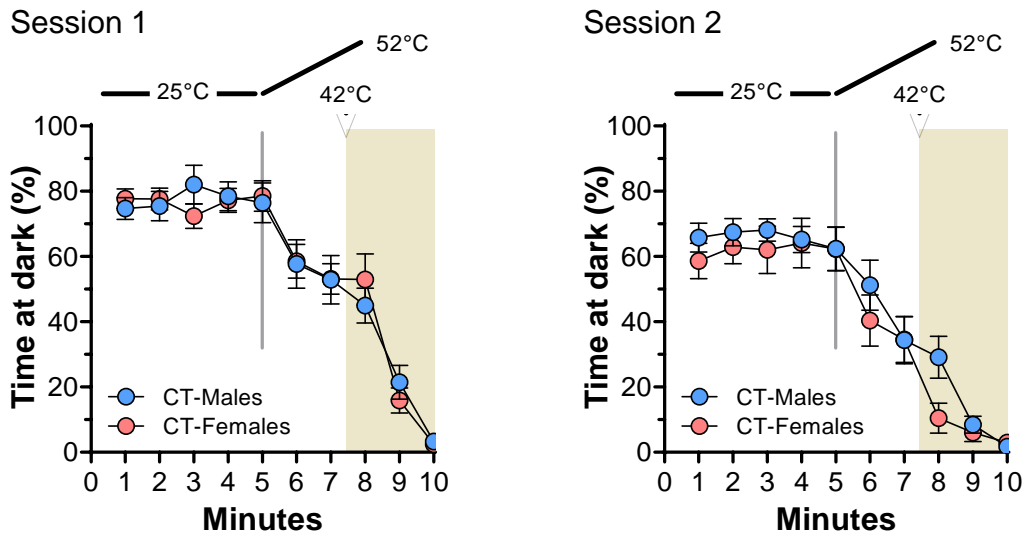 Session 1
52°C
25°C
42°C
Time at dark (%)
100
80
60
40
20
0
CT-Males
CT-Females
0 1 2 3 4 5 6 7 8 9 10
Minutes
Session 2
52°C
25°C
42°C
Time at dark (%)
100
80
60
40
20
0
CT-Males
CT-Females
0 1 2 3 4 5 6 7 8 9 10
Minutes